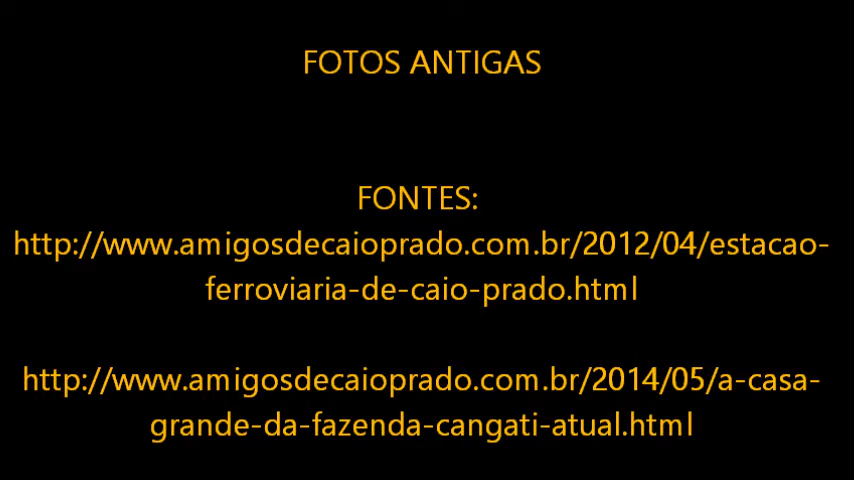 FOTOS ANTIGAS
FONTES:
http://www.amigosdecaioprado.com.br/2012/04/estacao-
ferroviaria-de-caio-prado.html
http://www.amigosdecaioprado.com.br/2014/05/a-casa-
grande-da-fazenda-cangati-atual.html